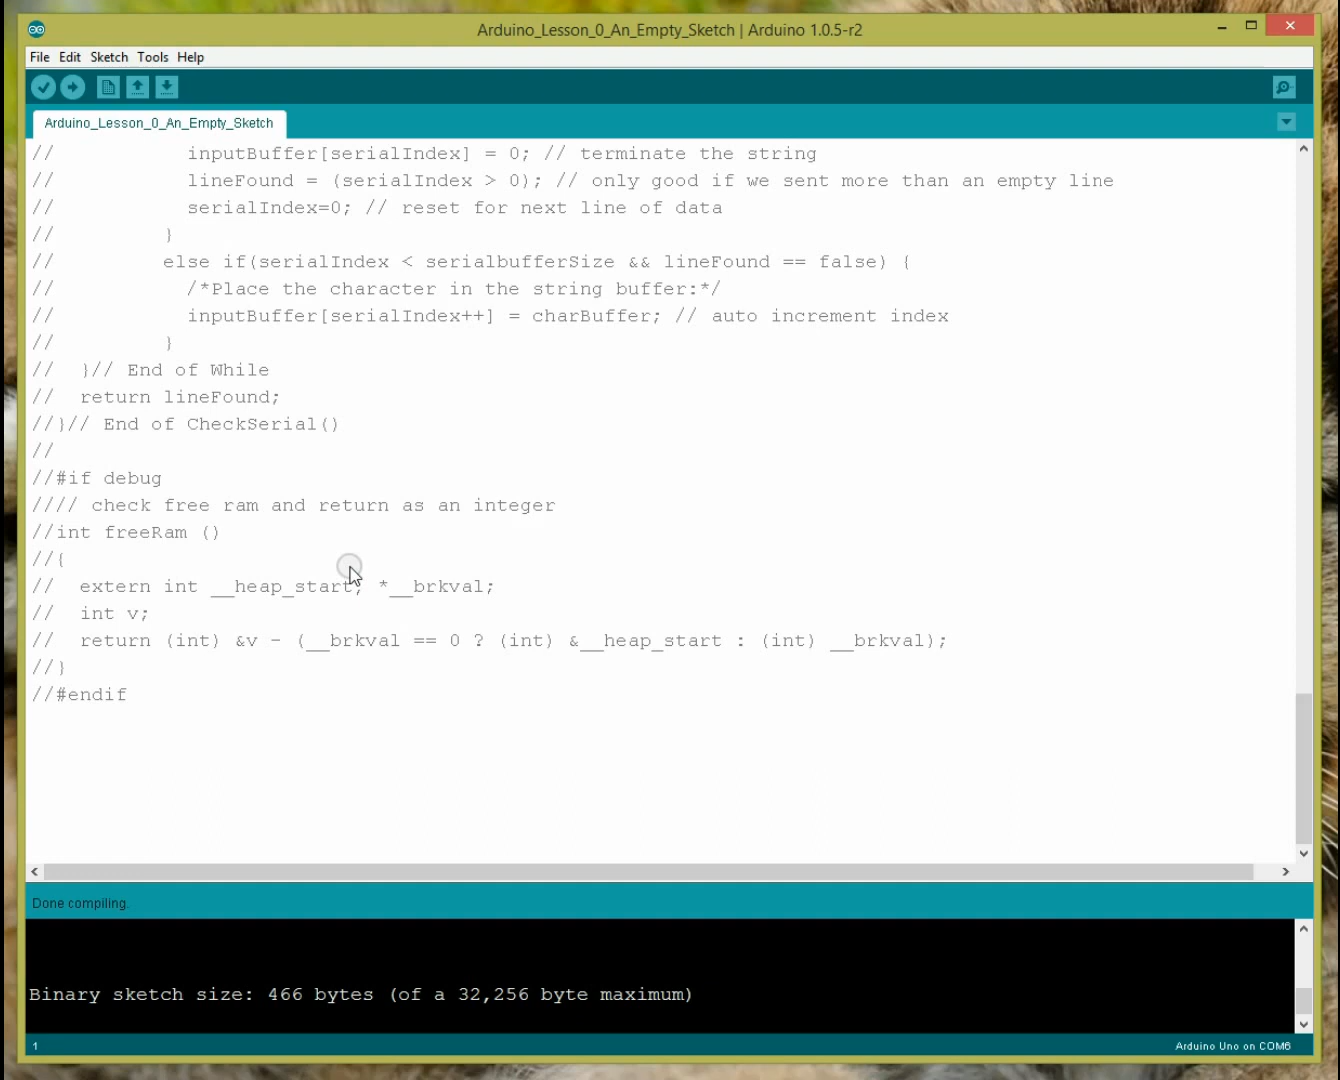 Arduino_Lesson_0_An_Empty_Sketch | Arduino 1.0.5-r2
File Edit Sketch Tools Help
Arduino_Lesson_0_An_Empty_Sketch
//           inputBuffer[serialIndex] = 0; // terminate the string
//           lineFound = (serialIndex > 0); // only good if we sent more than an empty line
//           serialIndex=0; // reset for next line of data
//         }
//         else if(serialIndex < serialbufferSize && lineFound == false) {
//           /*Place the character in the string buffer:*/
//           inputBuffer[serialIndex++] = charBuffer; // auto increment index
//         }
//  }// End of While
//  return lineFound;
//}// End of CheckSerial()
//
//#if debug
//// check free ram and return as an integer
//int freeRam ()
//{
//  extern int __heap_start, *__brkval;
//  int v;
//  return (int) &v - (__brkval == 0 ? (int) &__heap_start : (int) __brkval);
//}
//#endif
Done compiling.
Binary sketch size: 466 bytes (of a 32,256 byte maximum)
1
Arduino Uno on COM6